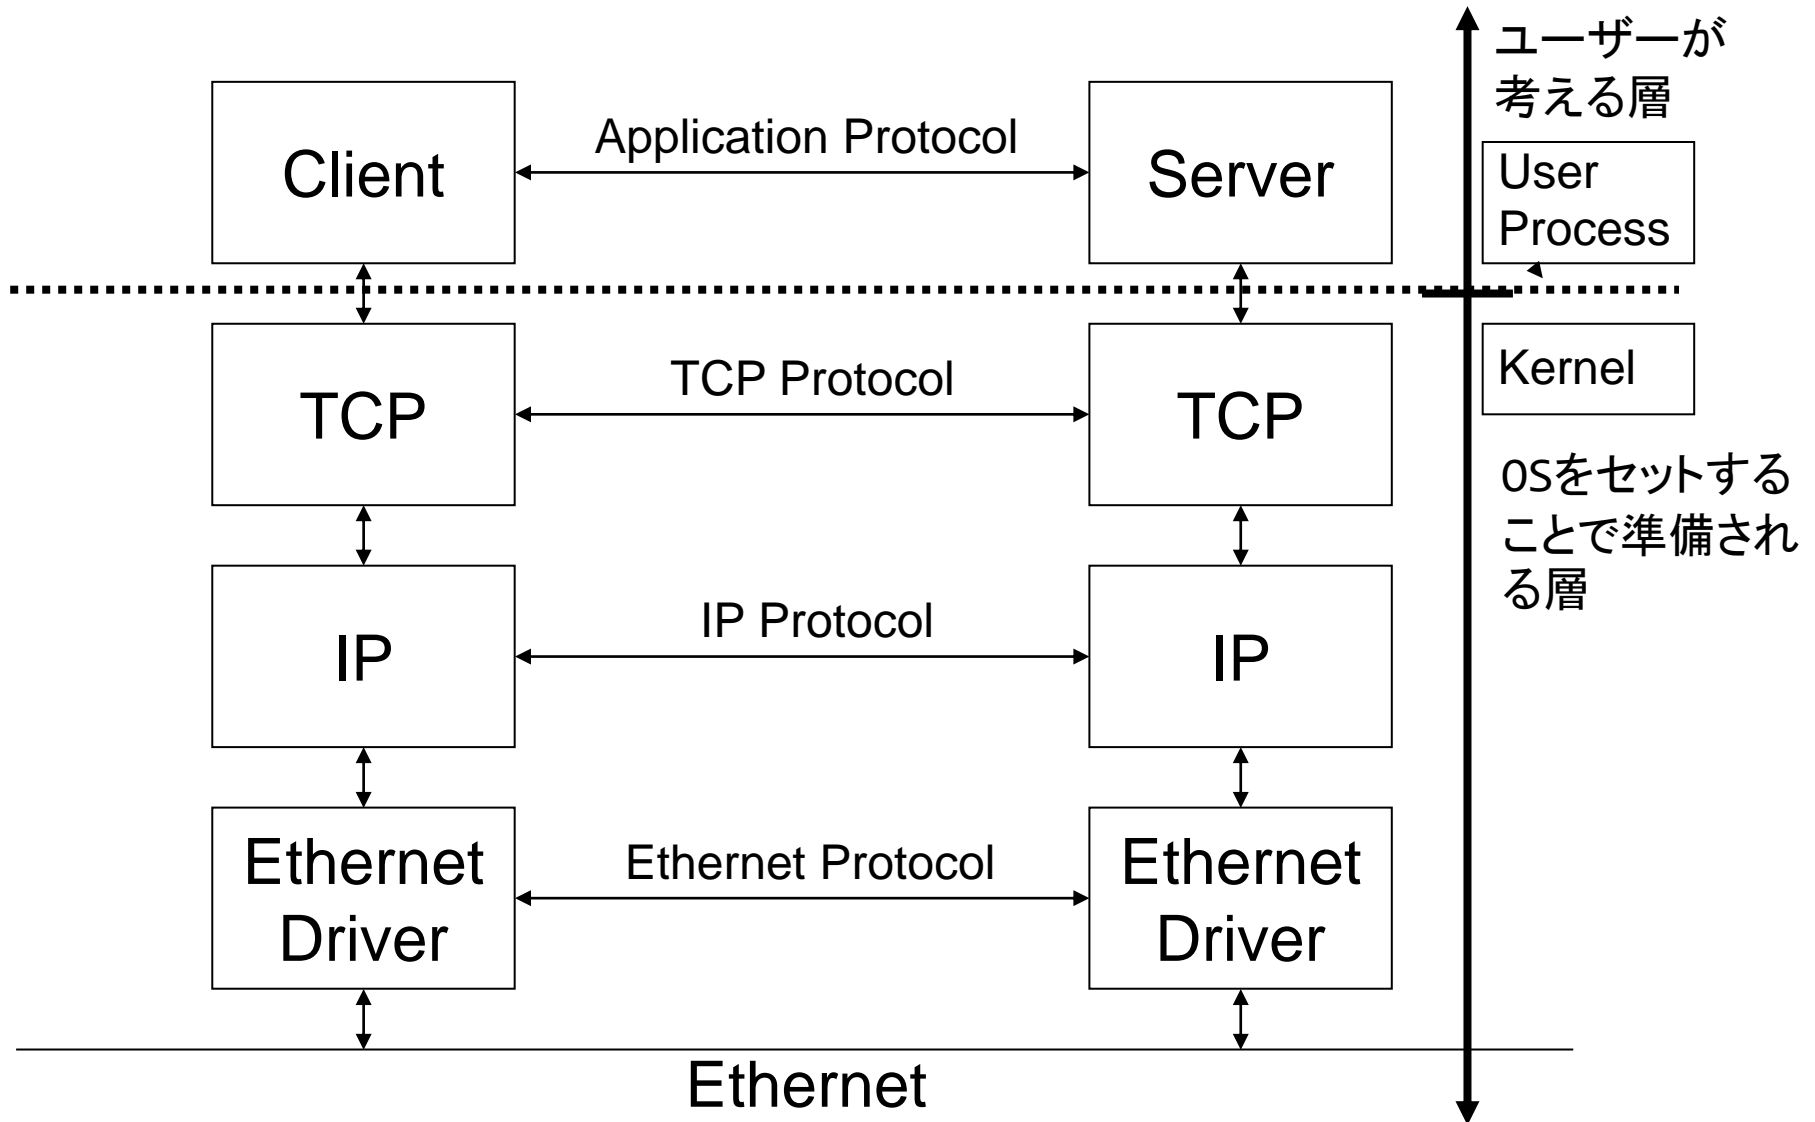 ユーザーが
考える層
Client
Application Protocol
Server
User
Process
TCP
TCP Protocol
TCP
Kernel
OSをセットする
ことで準備され
る層
IP
IP Protocol
IP
Ethernet
Driver
Ethernet Protocol
Ethernet
Driver
Ethernet